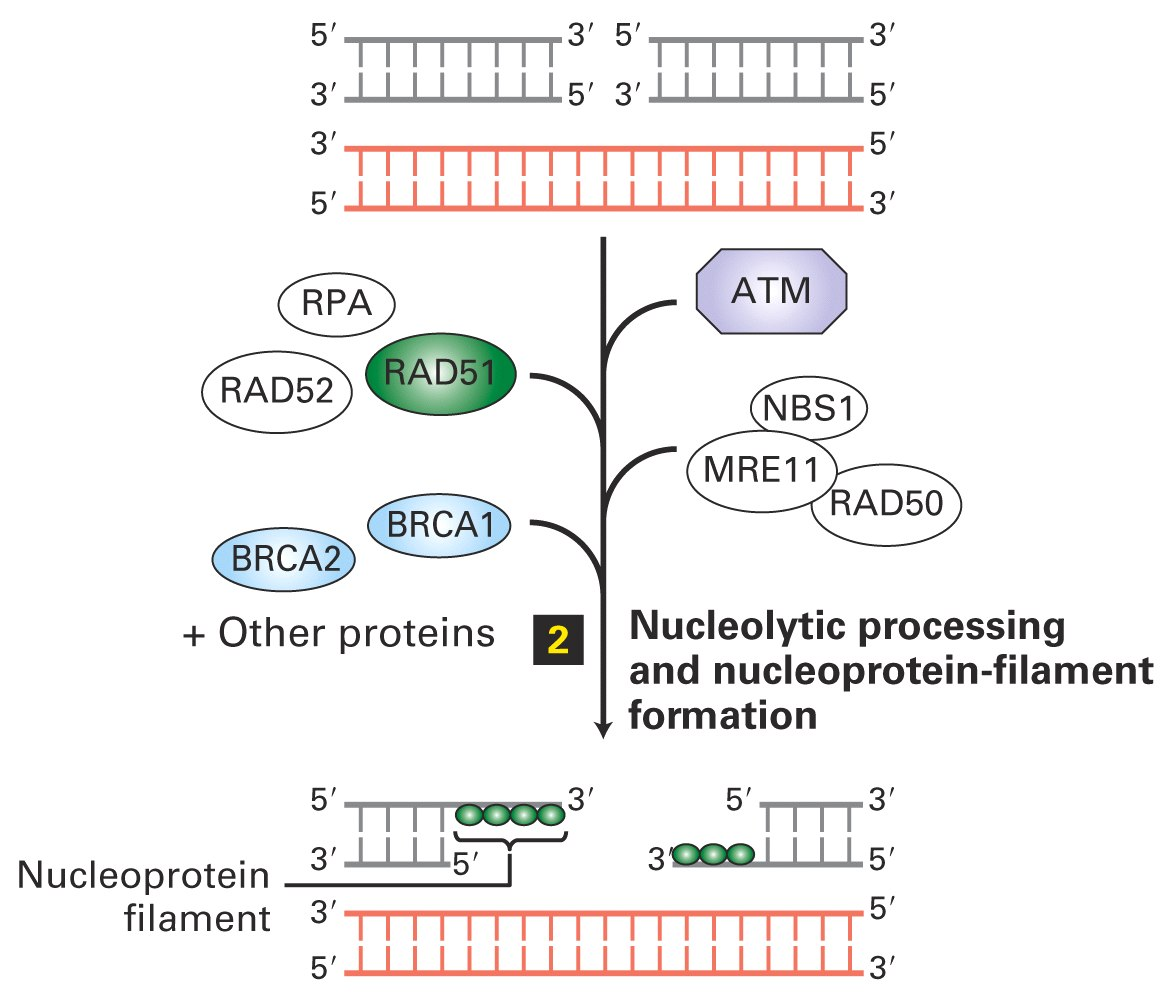 5′ 3′ 5′ 3′
3′ 5′ 3′ 5′
3′ 5′
5′ 3′
RPA
ATM
RAD51
RAD52
NBS1
MRE11
RAD50
BRCA1
BRCA2
+ Other proteins
2
Nucleolytic processing
and nucleoprotein-filament
formation
5′ 3′ 5′ 3′
3′ 5′ 3′ 5′
Nucleoprotein
filament
3′ 5′
5′ 3′